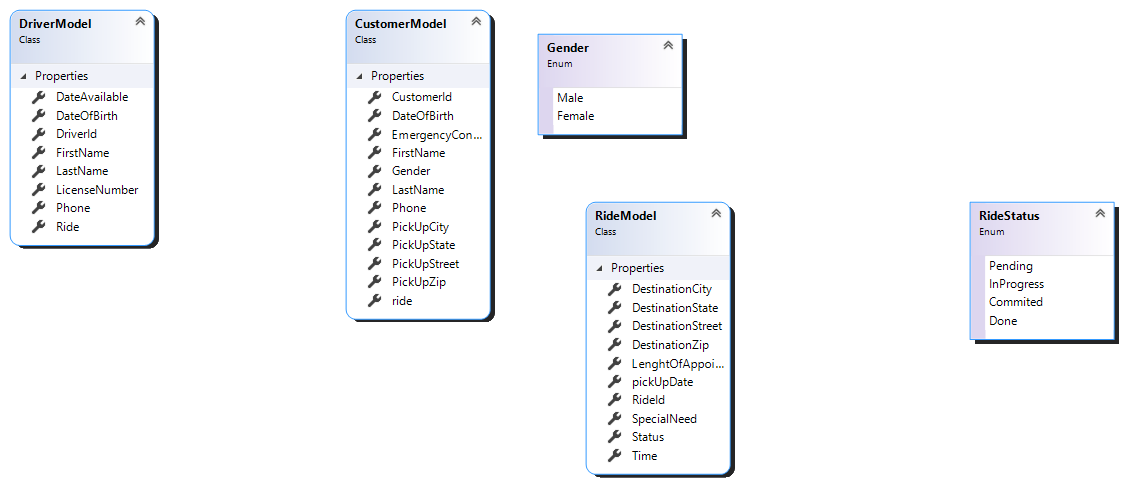 DriverModel
Class
Properties
DateAvailable
DateOfBirth
DriverId
FirstName
LastName
LicenseNumber
Phone
Ride
CustomerModel
Class
Properties
CustomerId
DateOfBirth
EmergencyCon...
FirstName
Gender
LastName
Phone
PickUpCity
PickUpState
PickUpStreet
PickUpZip
ride
Gender
Enum
Male
Female
RideModel
Class
Properties
DestinationCity
DestinationState
DestinationStreet
DestinationZip
LenghtOfAppoi...
pickUpDate
RideId
SpecialNeed
Status
Time
RideStatus
Enum
Pending
InProgress
Commited
Done